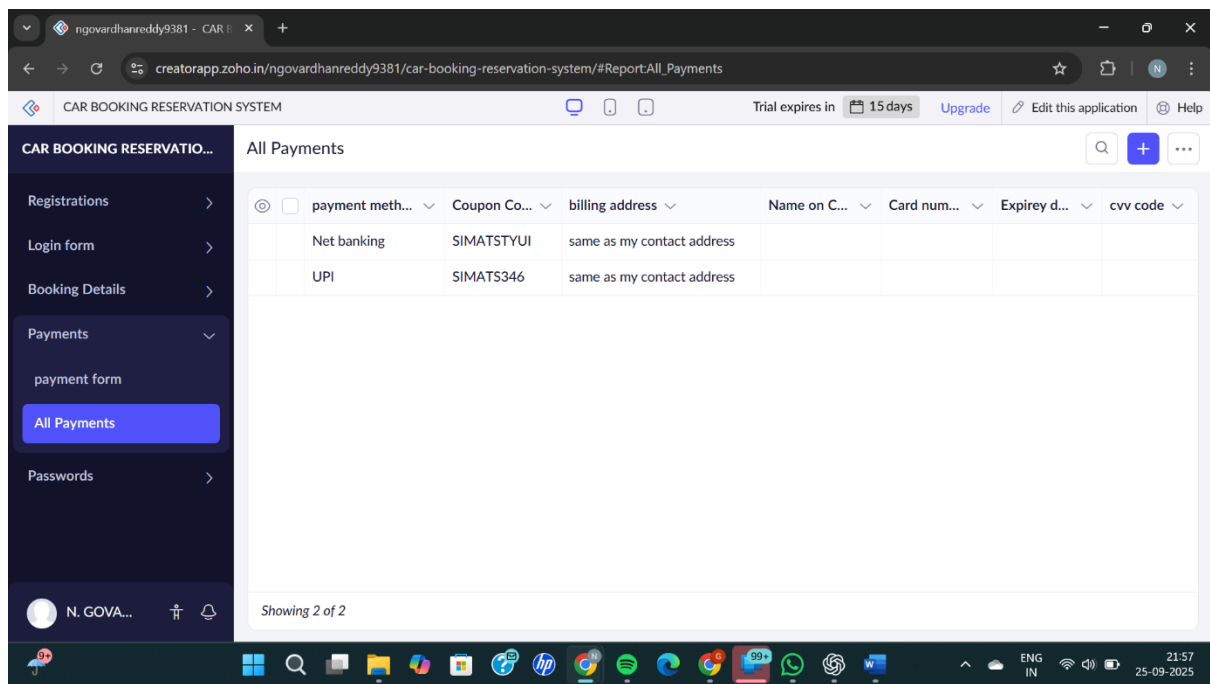 ngovardhanreddy9381 - CAR B
creatorapp.zoho.in/ngovardhanreddy9381/car-booking-reservation-system/#Report:All_Payments
N
CAR BOOKING RESERVATION SYSTEM
Trial expires in 15 days Upgrade Edit this application Help
CAR BOOKING RESERVATIO...
All Payments
Registrations
Login form
Booking Details
Payments
payment form
All Payments
Passwords
N. GOVA...
payment meth... Coupon Co... billing address Name on C... Card num... Expirey d... cvv code
Net banking SIMATSTYUI same as my contact address
UPI SIMATS346 same as my contact address
Showing 2 of 2
9+
hp
N
G
99+
W
ENG
IN
21:57
25-09-2025